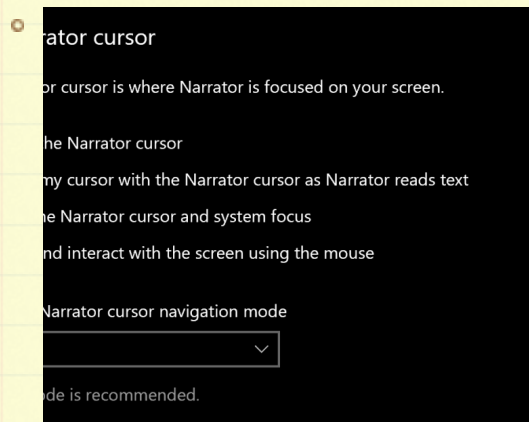 rator cursor
or cursor is where Narrator is focused on your screen.
he Narrator cursor
my cursor with the Narrator cursor as Narrator reads text
e Narrator cursor and system focus
nd interact with the screen using the mouse
Narrator cursor navigation mode
de is recommended.